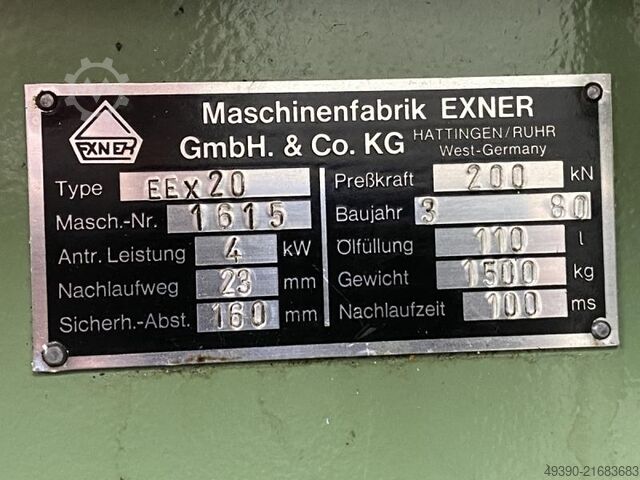 EXNER
Maschinenfabrik EXNER
GmbH. & Co. KG
HATTINGEN/RUHR
West-Germany
Type EEx20
Masch.-Nr. 1615
Antr. Leistung 4 kW
Nachlaufweg 23 mm
Sicherh.-Abst. 160 mm
Preßkraft 200 kN
Baujahr 3 80
Ölfüllung 110 l
Gewicht 1500 kg
Nachlaufzeit 100 ms
49390-21683683